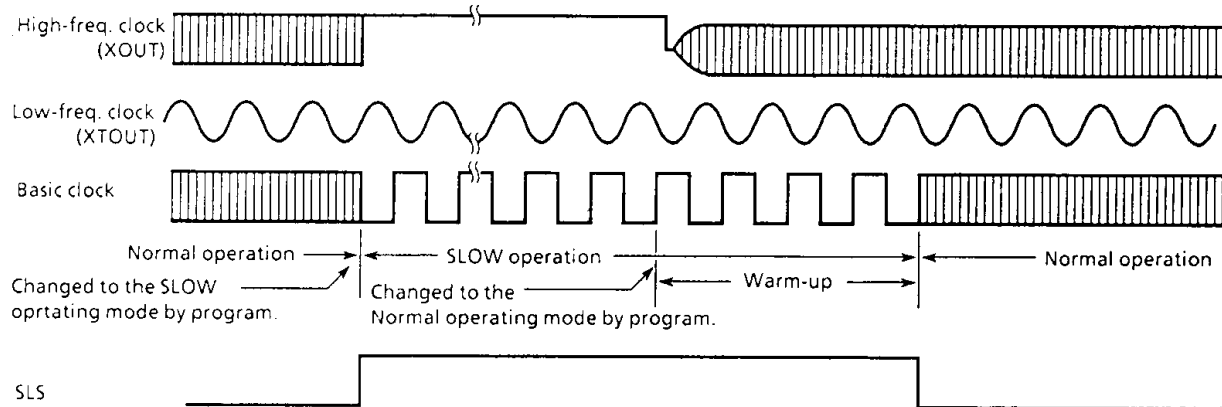 High-freq. clock
(XOUT)
Low-freq. clock
(XTOUT)
Basic clock
Normal operation
SLOW operation
Normal operation
Changed to the SLOW
oprtating mode by program.
Changed to the
Normal operating mode by program.
Warm-up
SLS